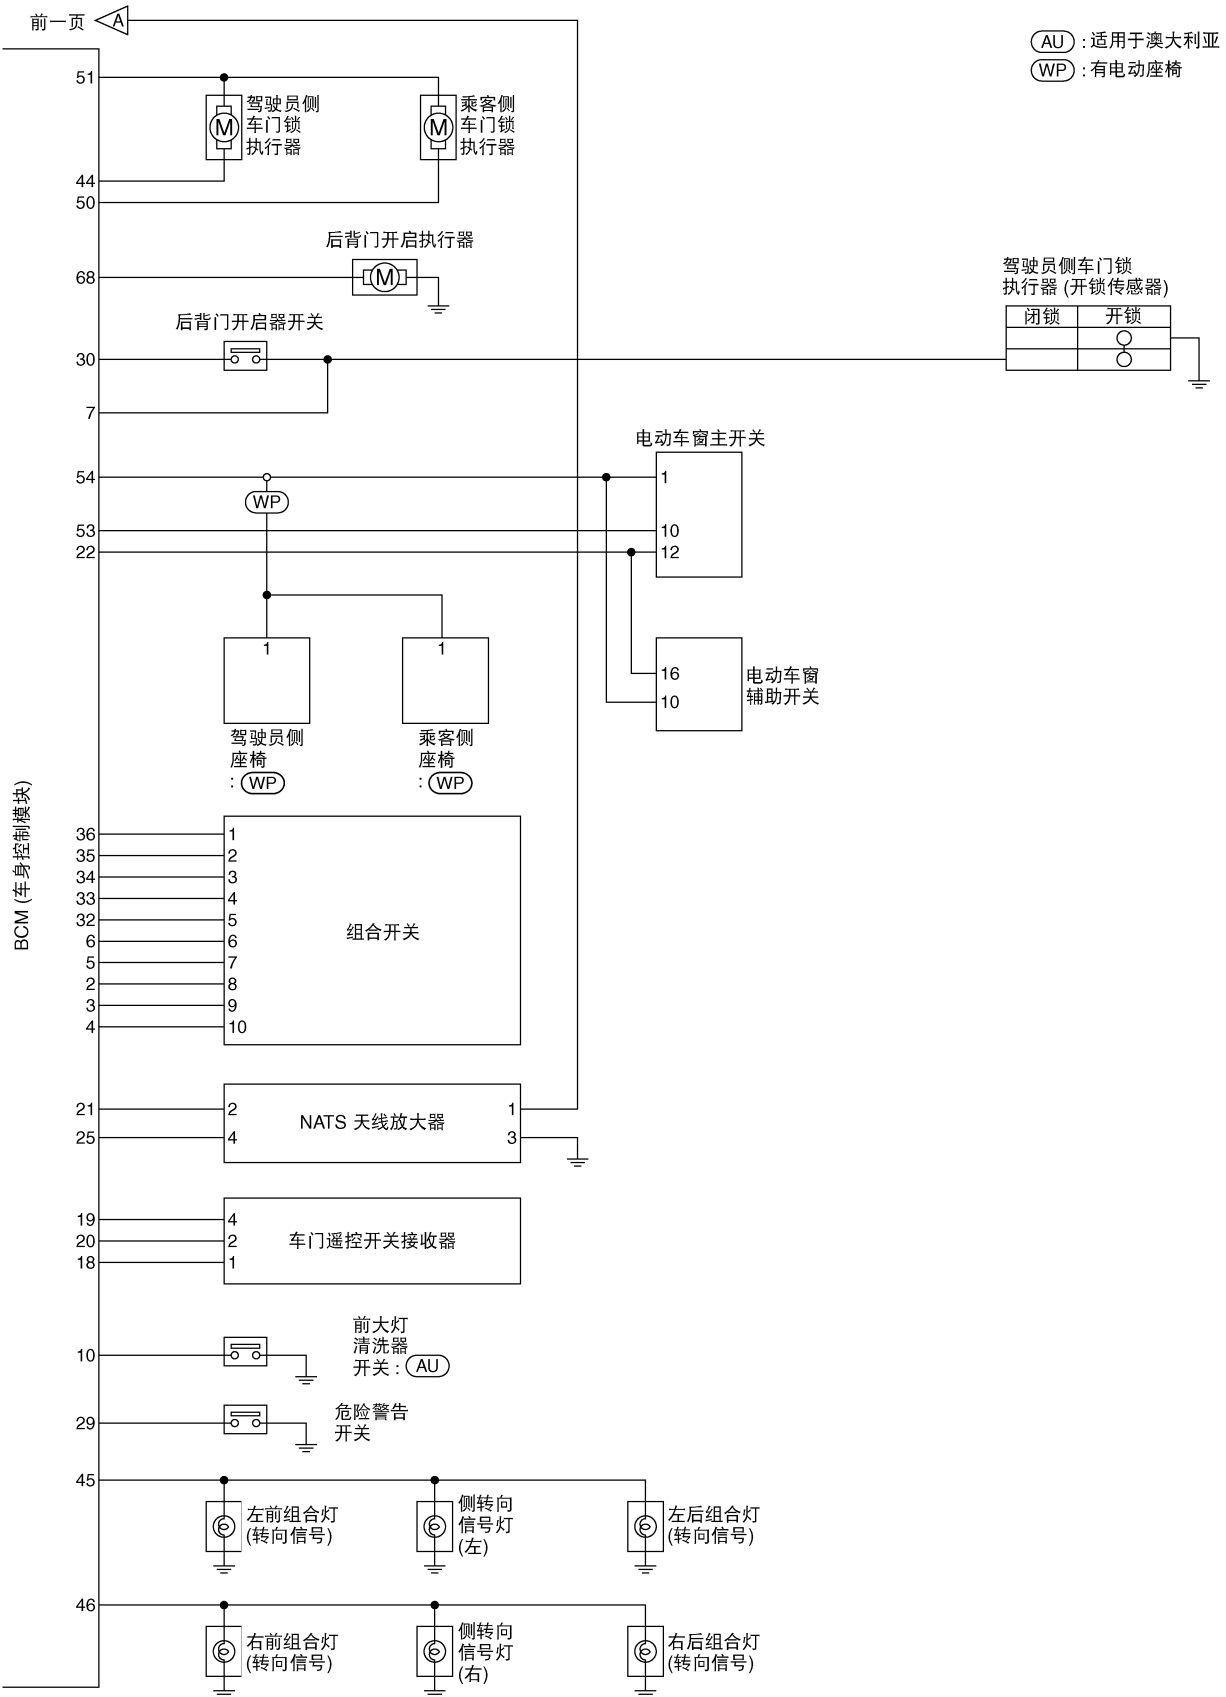 前一页 A
AU : 适用于澳大利亚
WP : 有电动座椅
51
驾驶员侧
车门锁
执行器
M
乘客侧
车门锁
执行器
M
44
50
后背门开启执行器
68
M
驾驶员侧车门锁
执行器 (开锁传感器)
闭锁 开锁
后背门开启器开关
30
7
电动车窗主开关
54
1
WP
53
10
22
12
1
1
16
10
电动车窗
辅助开关
驾驶员侧
座椅
: WP
乘客侧
座椅
: WP
BCM (车身控制模块)
36 1
35 2
34 3
33 4
32 5
组合开关
6 6
5 7
2 8
3 9
4 10
21 2
NATS 天线放大器
1
25 4
3
19 4
20 2
车门遥控开关接收器
18 1
前大灯
清洗器
开关 : AU
10
危险警告
开关
29
45
左前组合灯
(转向信号)
侧转向
信号灯
(左)
左后组合灯
(转向信号)
46
右前组合灯
(转向信号)
侧转向
信号灯
(右)
右后组合灯
(转向信号)